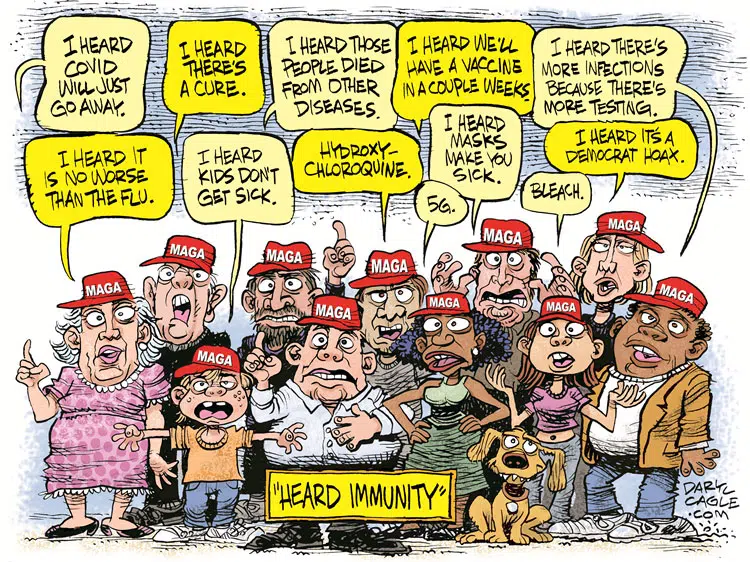 I HEARD
COVID
WILL JUST
GO AWAY.
I HEARD
THERE'S
A CURE.
I HEARD THOSE
PEOPLE DIED
FROM OTHER
DISEASES.
I HEARD WE'LL
HAVE A VACCINE
IN A COUPLE WEEKS.
I HEARD THERE'S
MORE INFECTIONS
BECAUSE THERE'S
MORE TESTING.
I HEARD IT
IS NO WORSE
THAN THE FLU.
I HEARD
KIDS DON'T
GET SICK.
HYDROXY-
CHLOROQUINE.
5G.
I HEARD
MASKS
MAKE YOU
SICK.
BLEACH.
I HEARD IT'S A
DEMOCRAT HOAX.
MAGA
MAGA
MAGA
MAGA
MAGA
MAGA
MAGA
MAGA
MAGA
MAGA
MAGA
"HEARD IMMUNITY"
DARYL
CAGLE
.COM